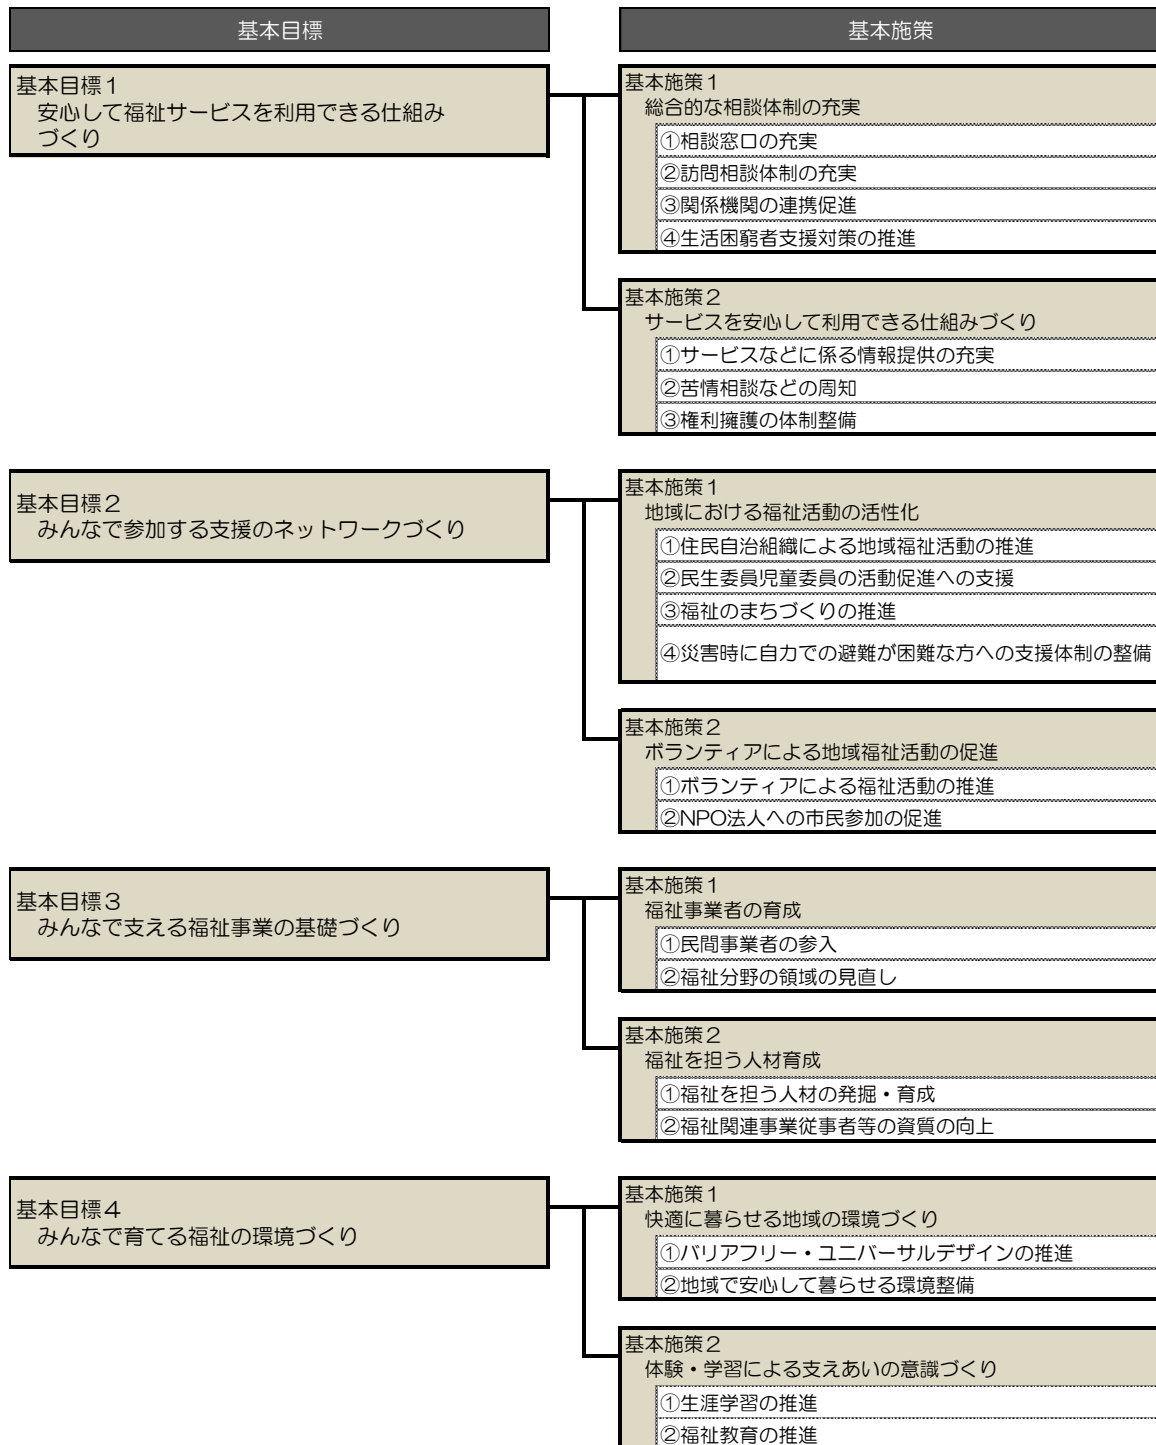 基本目標
基本施策
基本目標1
安心して福祉サービスを利用できる仕組み
づくり
基本施策1
総合的な相談体制の充実
①相談窓口の充実
②訪問相談体制の充実
③関係機関の連携促進
④生活困窮者支援対策の推進
基本施策2
サービスを安心して利用できる仕組みづくり
①サービスなどに係る情報提供の充実
②苦情相談などの周知
③権利擁護の体制整備
基本目標2
みんなで参加する支援のネットワークづくり
基本施策1
地域における福祉活動の活性化
①住民自治組織による地域福祉活動の推進
②民生委員児童委員の活動促進への支援
③福祉のまちづくりの推進
④災害時に自力での避難が困難な方への支援体制の整備
基本施策2
ボランティアによる地域福祉活動の促進
①ボランティアによる福祉活動の推進
②NPO法人への市民参加の促進
基本目標3
みんなで支える福祉事業の基礎づくり
基本施策1
福祉事業者の育成
①民間事業者の参入
②福祉分野の領域の見直し
基本施策2
福祉を担う人材育成
①福祉を担う人材の発掘・育成
②福祉関連事業従事者等の資質の向上
基本目標4
みんなで育てる福祉の環境づくり
基本施策1
快適に暮らせる地域の環境づくり
①バリアフリー・ユニバーサルデザインの推進
②地域で安心して暮らせる環境整備
基本施策2
体験・学習による支えあいの意識づくり
①生涯学習の推進
②福祉教育の推進